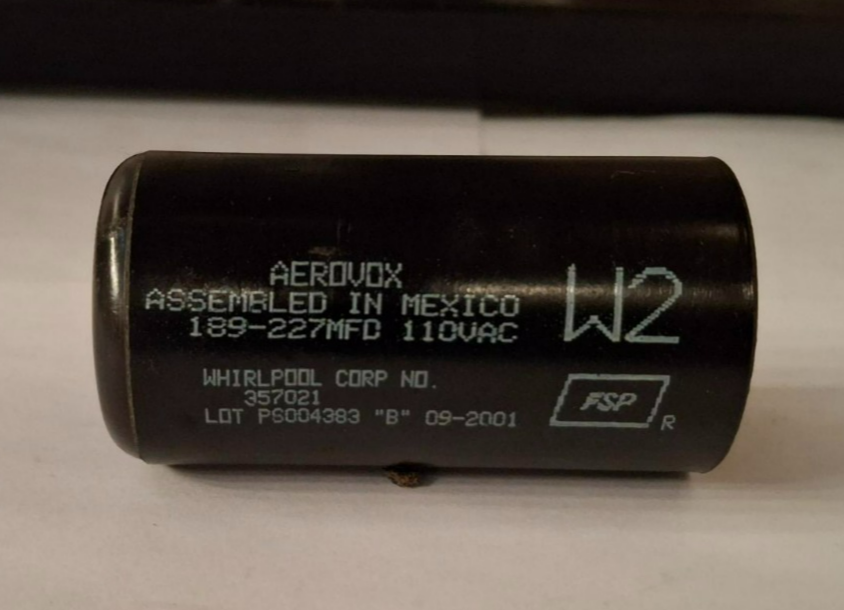 AEROVOX
ASSEMBLED IN MEXICO
189-227MFD 110VAC
W2
WHIRLPOOL CORP NO.
357021
LOT PS004383 "B" 09-2001
FSP
R